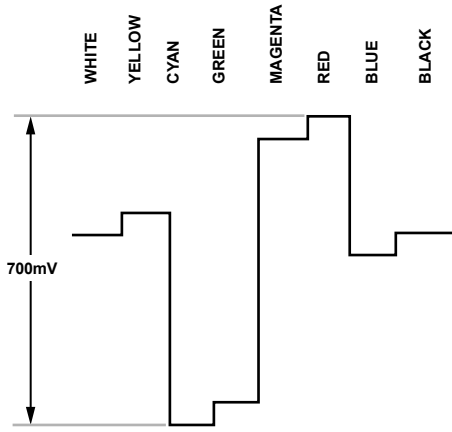 WHITE
YELLOW
CYAN
GREEN
MAGENTA
RED
BLUE
BLACK
700mV